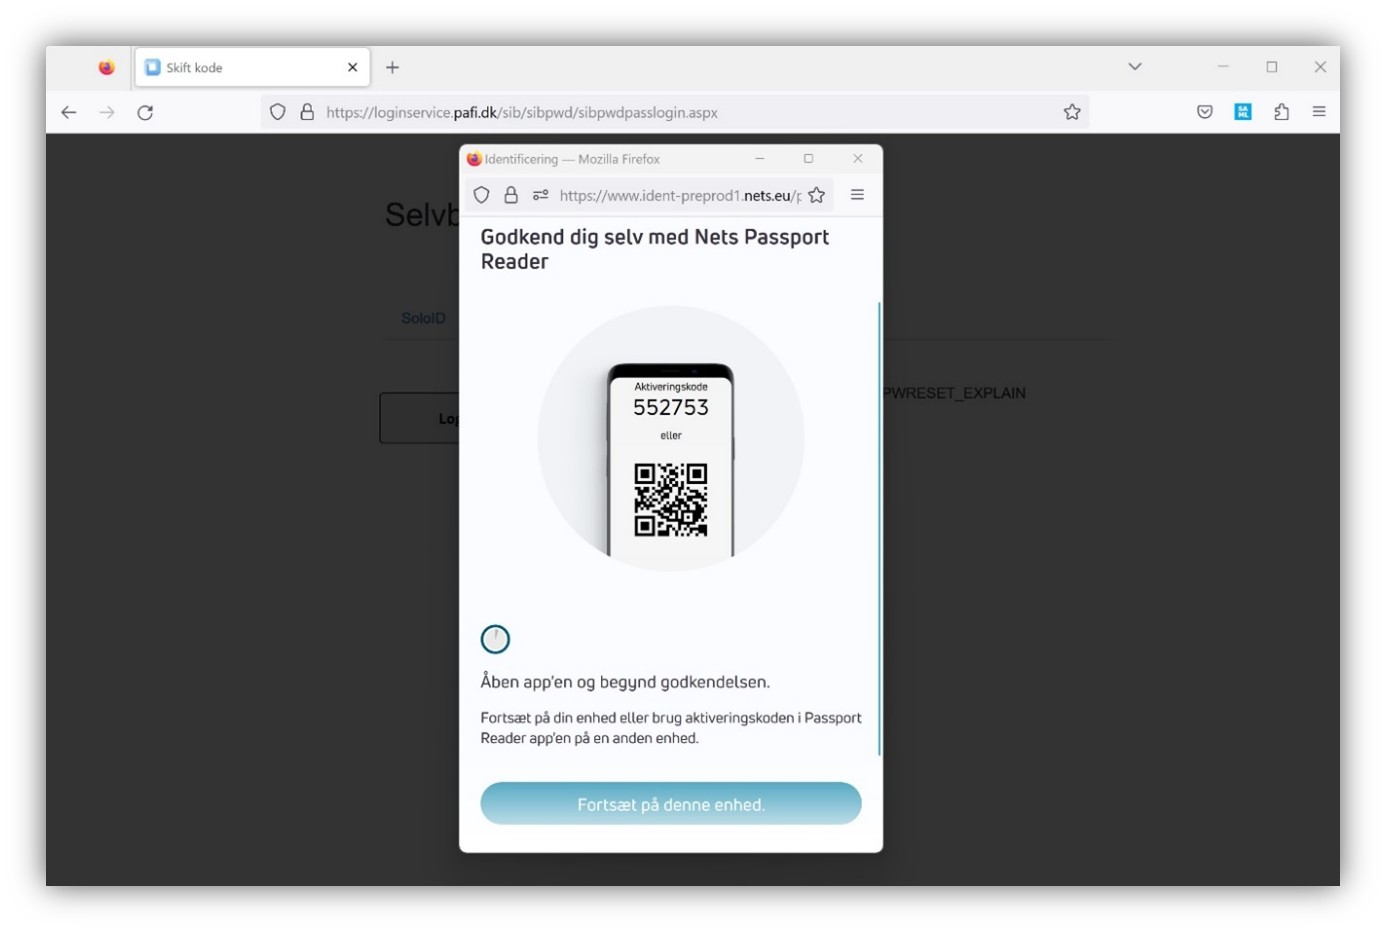 Skift kode
https://loginservice.pafi.dk/sib/sibpwd/sibpwdpasslogin.aspx
SA
ML
Identificering — Mozilla Firefox
https://www.ident-preprod1.nets.eu/p
Selvb
Godkend dig selv med Nets Passport
Reader
SoloID
Aktiveringskode
552753
eller
PWRESET_EXPLAIN
Log
Åben app'en og begynd godkendelsen.
Fortsæt på din enhed eller brug aktiveringskoden i Passport
Reader app'en på en anden enhed.
Fortsæt på denne enhed.